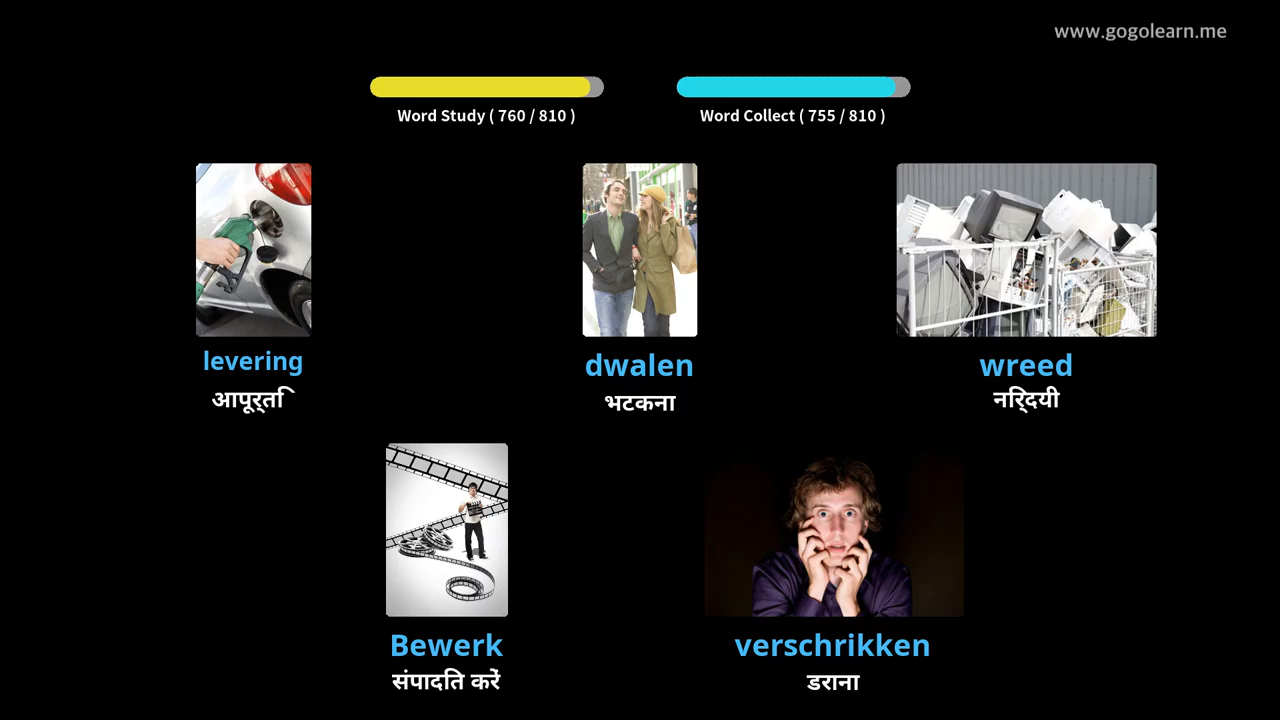 www.gogolearn.me
Word Study ( 760 / 810 )
Word Collect ( 755 / 810 )
levering
dwalen
wreed
आपूर्ति
भटकना
निर्दयी
Bewerk
verschrikken
संपादित करें
डराना